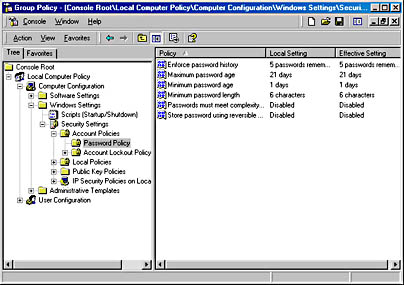 Group Policy - [Console Root\Local Computer Policy\Computer Configuration\Windows Settings\Securi...
Console Window Help
Action View Favorites
Tree Favorites
Console Root
Local Computer Policy
Computer Configuration
Software Settings
Windows Settings
Scripts (Startup/Shutdown)
Security Settings
Account Policies
Password Policy
Account Lockout Policy
Local Policies
Public Key Policies
IP Security Policies on Loca
Administrative Templates
User Configuration
Policy Local Setting Effective Setting
Enforce password history 5 passwords remem... 5 passwords remem...
Maximum password age 21 days 21 days
Minimum password age 1 days 1 days
Minimum password length 6 characters 6 characters
Passwords must meet complexity... Disabled Disabled
Store password using reversible ... Disabled Disabled